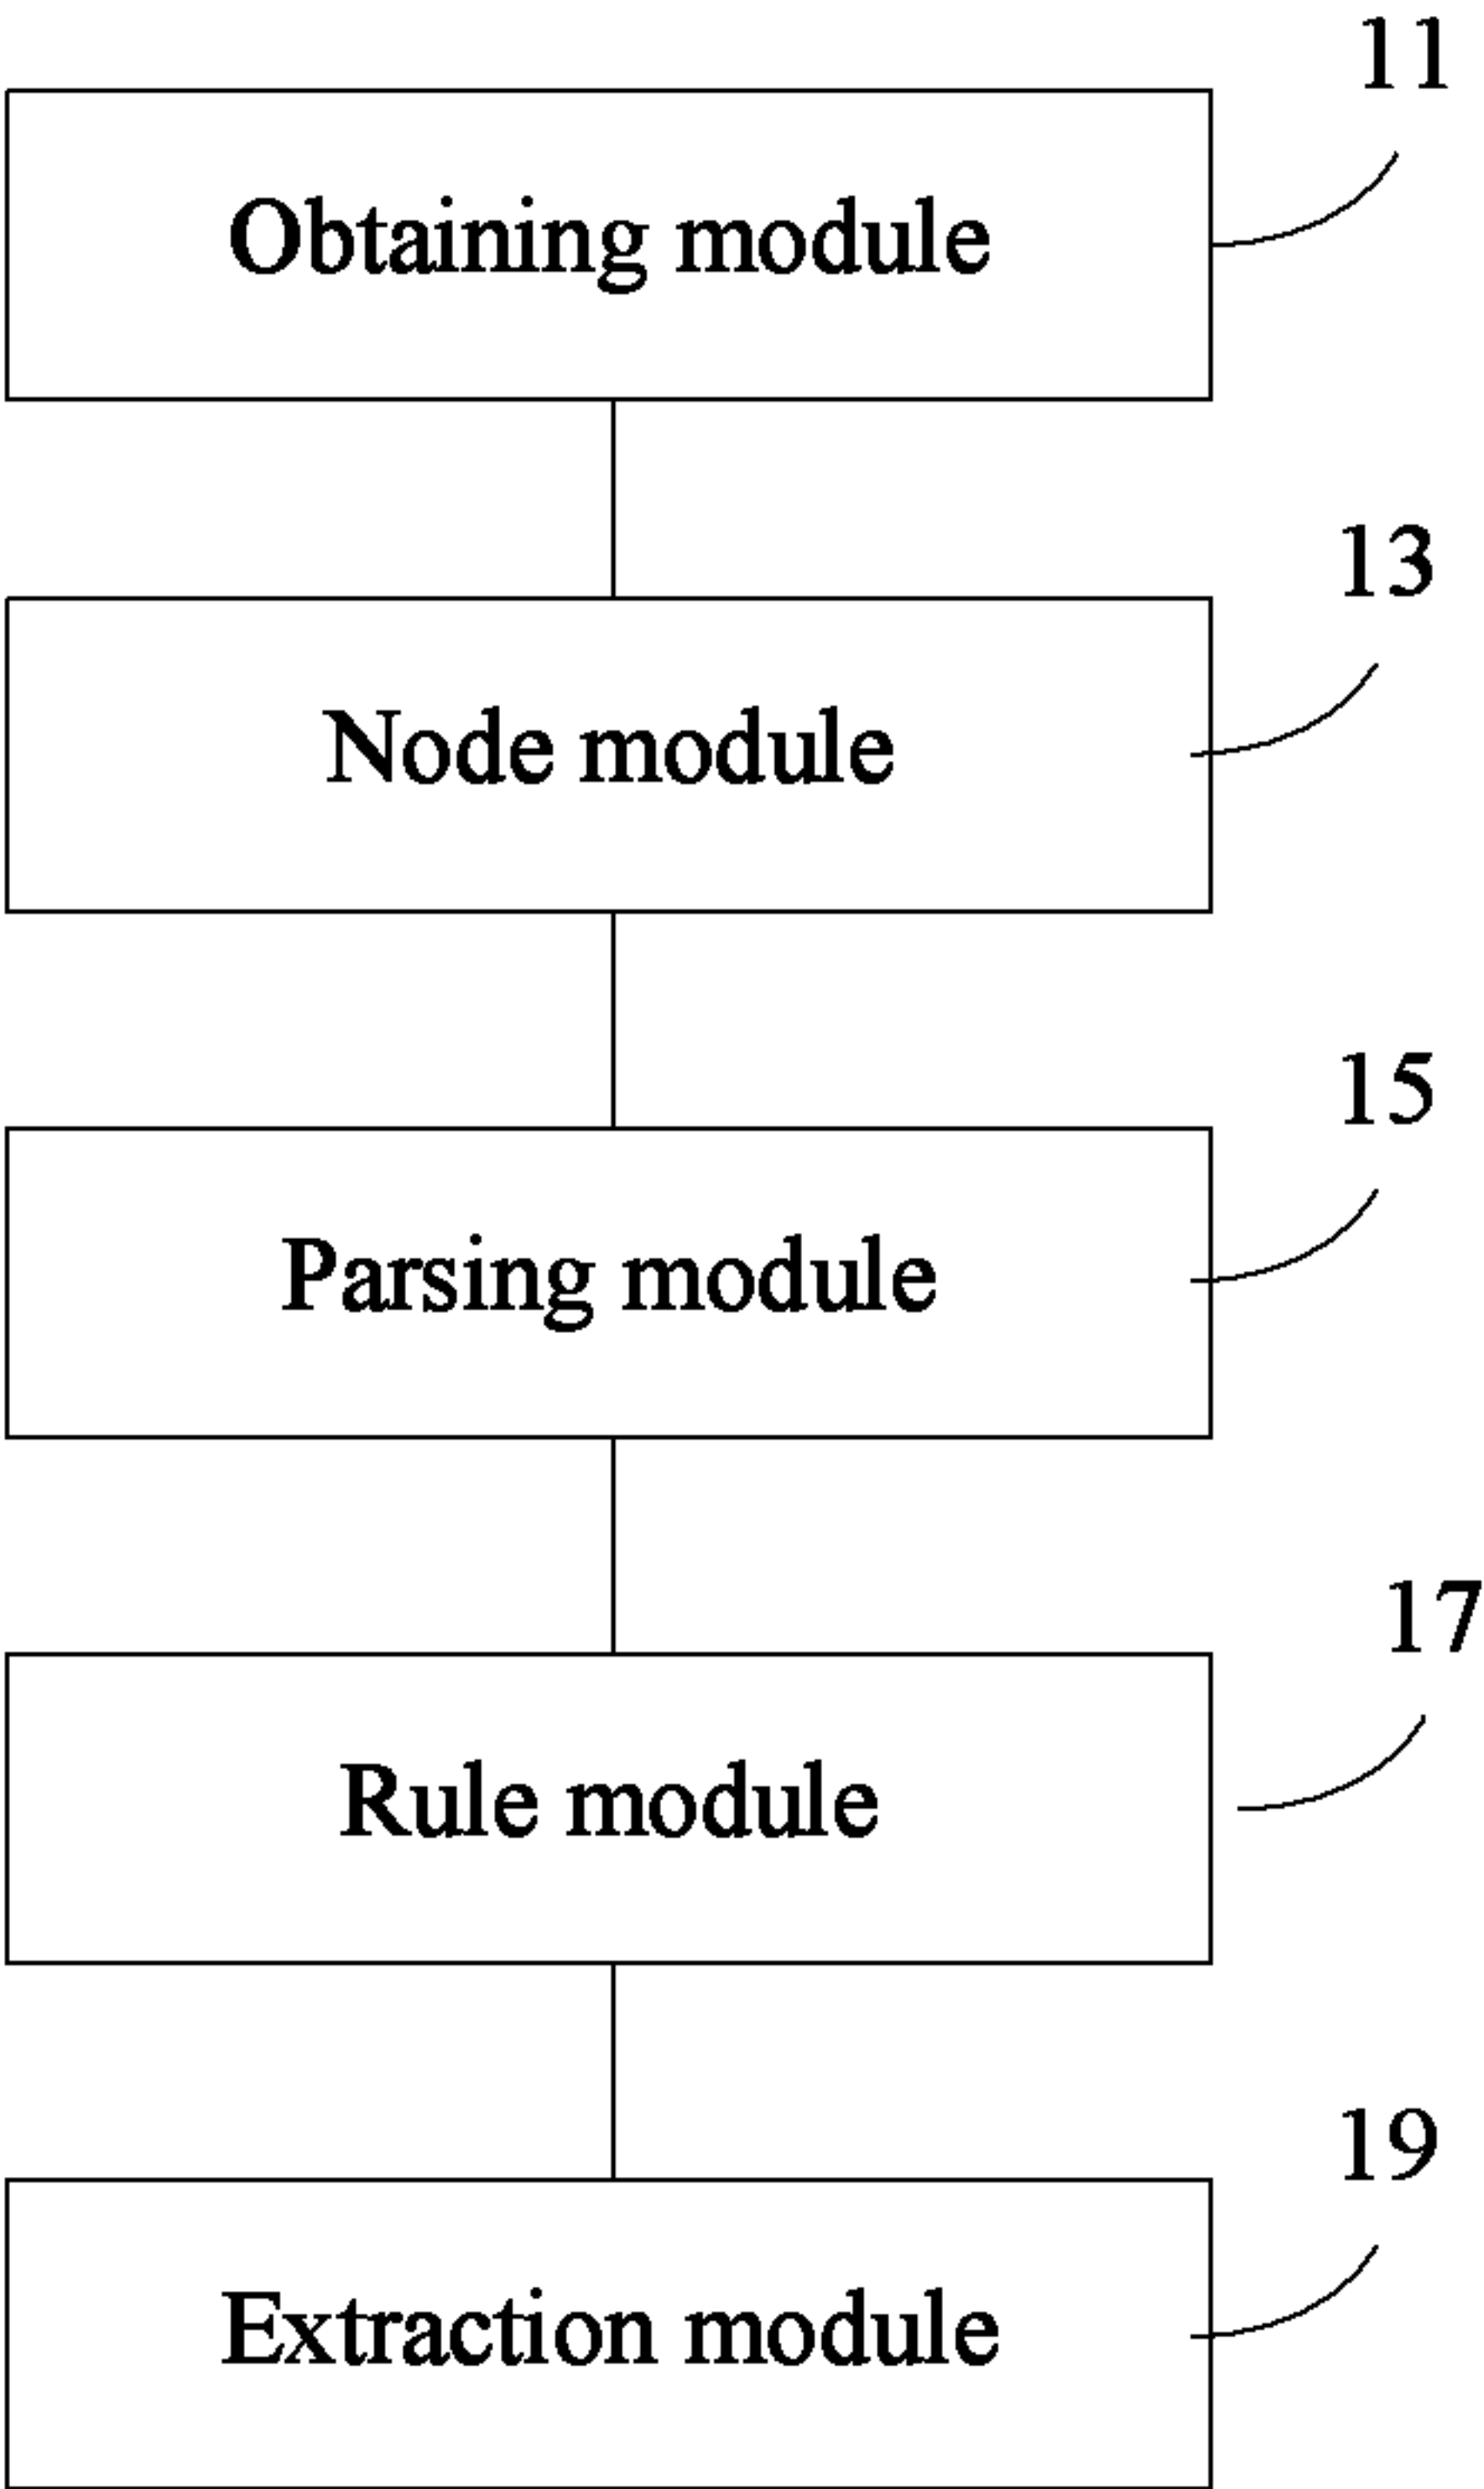 11
Obtaining module
13
Node module
15
Parsing module
17
Rule module
19
Extraction module